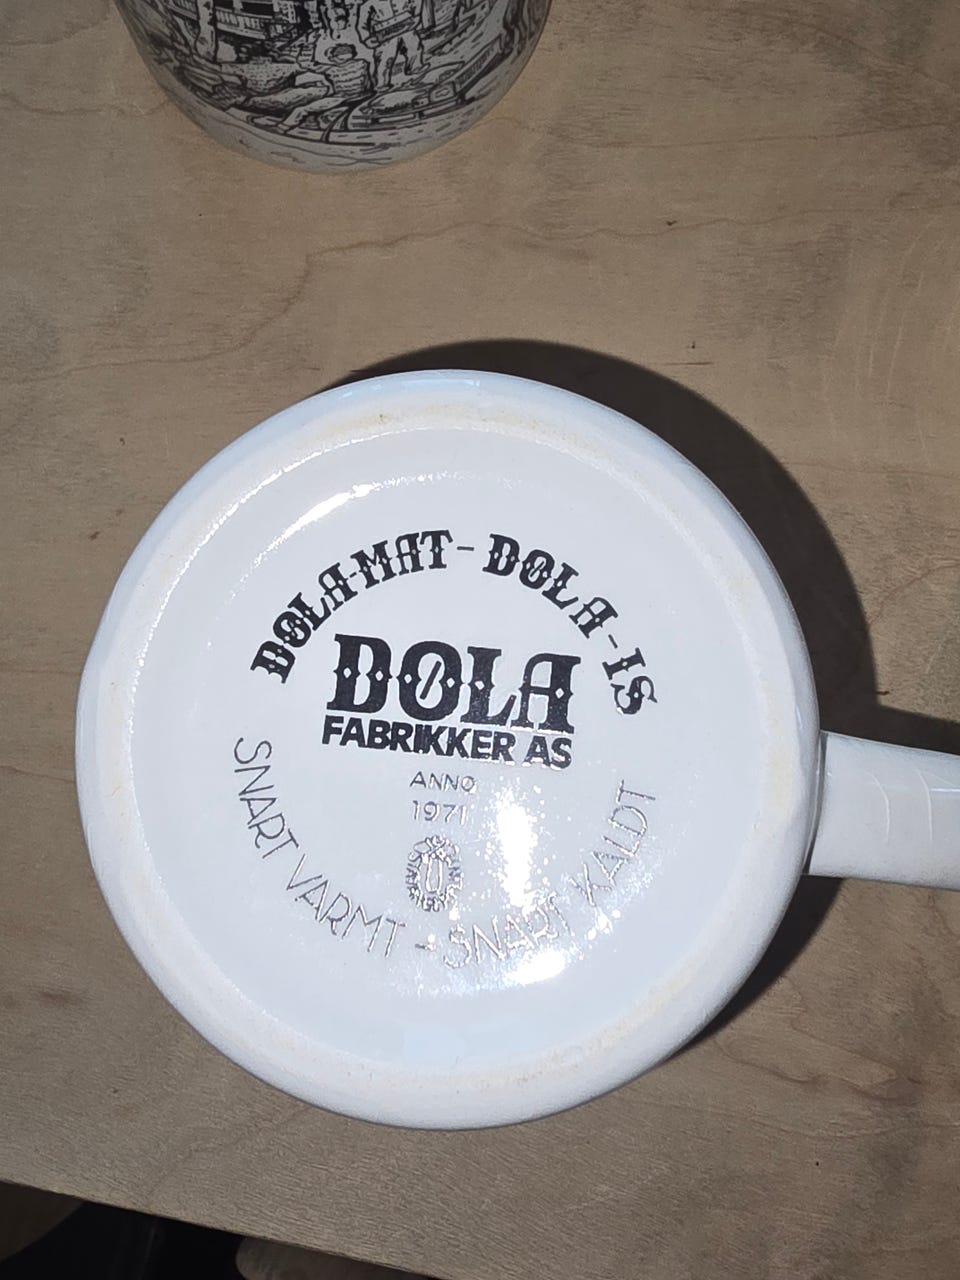 DØLA-MAT - DØLA - IS
DØLA
FABRIKKER AS
ANNO
1971
SNART VARMT - SNART KALDT